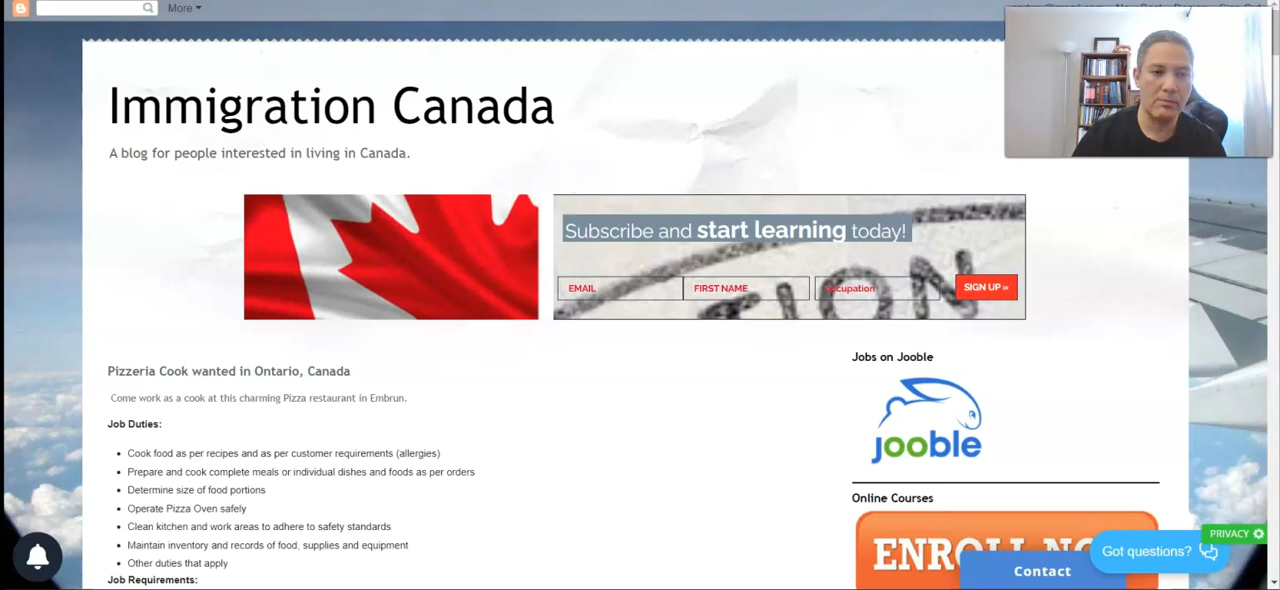 More
Immigration Canada
A blog for people interested in living in Canada.
Subscribe and start learning today!
EMAIL
FIRST NAME
occupation
SIGN UP »
TION
Pizzeria Cook wanted in Ontario, Canada
Come work as a cook at this charming Pizza restaurant in Embrun.
Job Duties:
Cook food as per recipes and as per customer requirements (allergies)
Prepare and cook complete meals or individual dishes and foods as per orders
Determine size of food portions
Operate Pizza Oven safely
Clean kitchen and work areas to adhere to safety standards
Maintain inventory and records of food, supplies and equipment
Other duties that apply
Job Requirements:
Jobs on Jooble
jooble
Online Courses
ENROLL NOW
PRIVACY
Got questions?
Contact